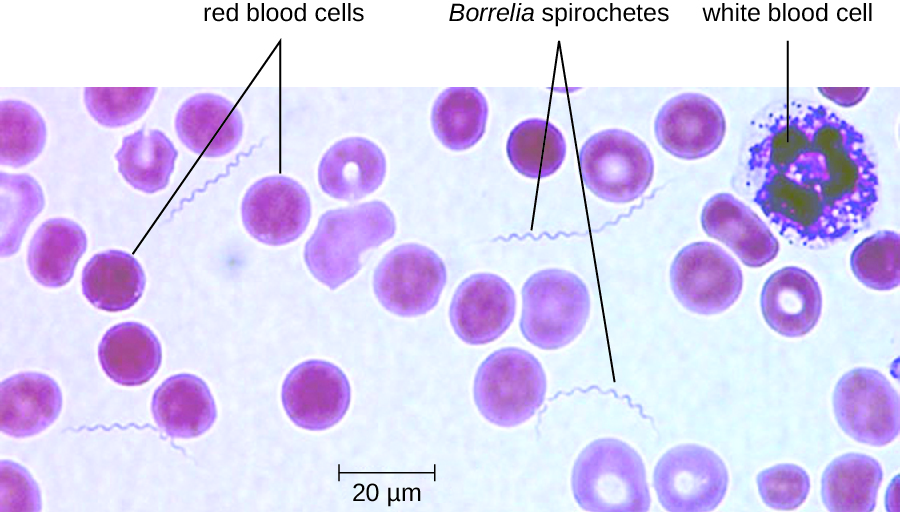 red blood cells
Borrelia spirochetes
white blood cell
20 µm